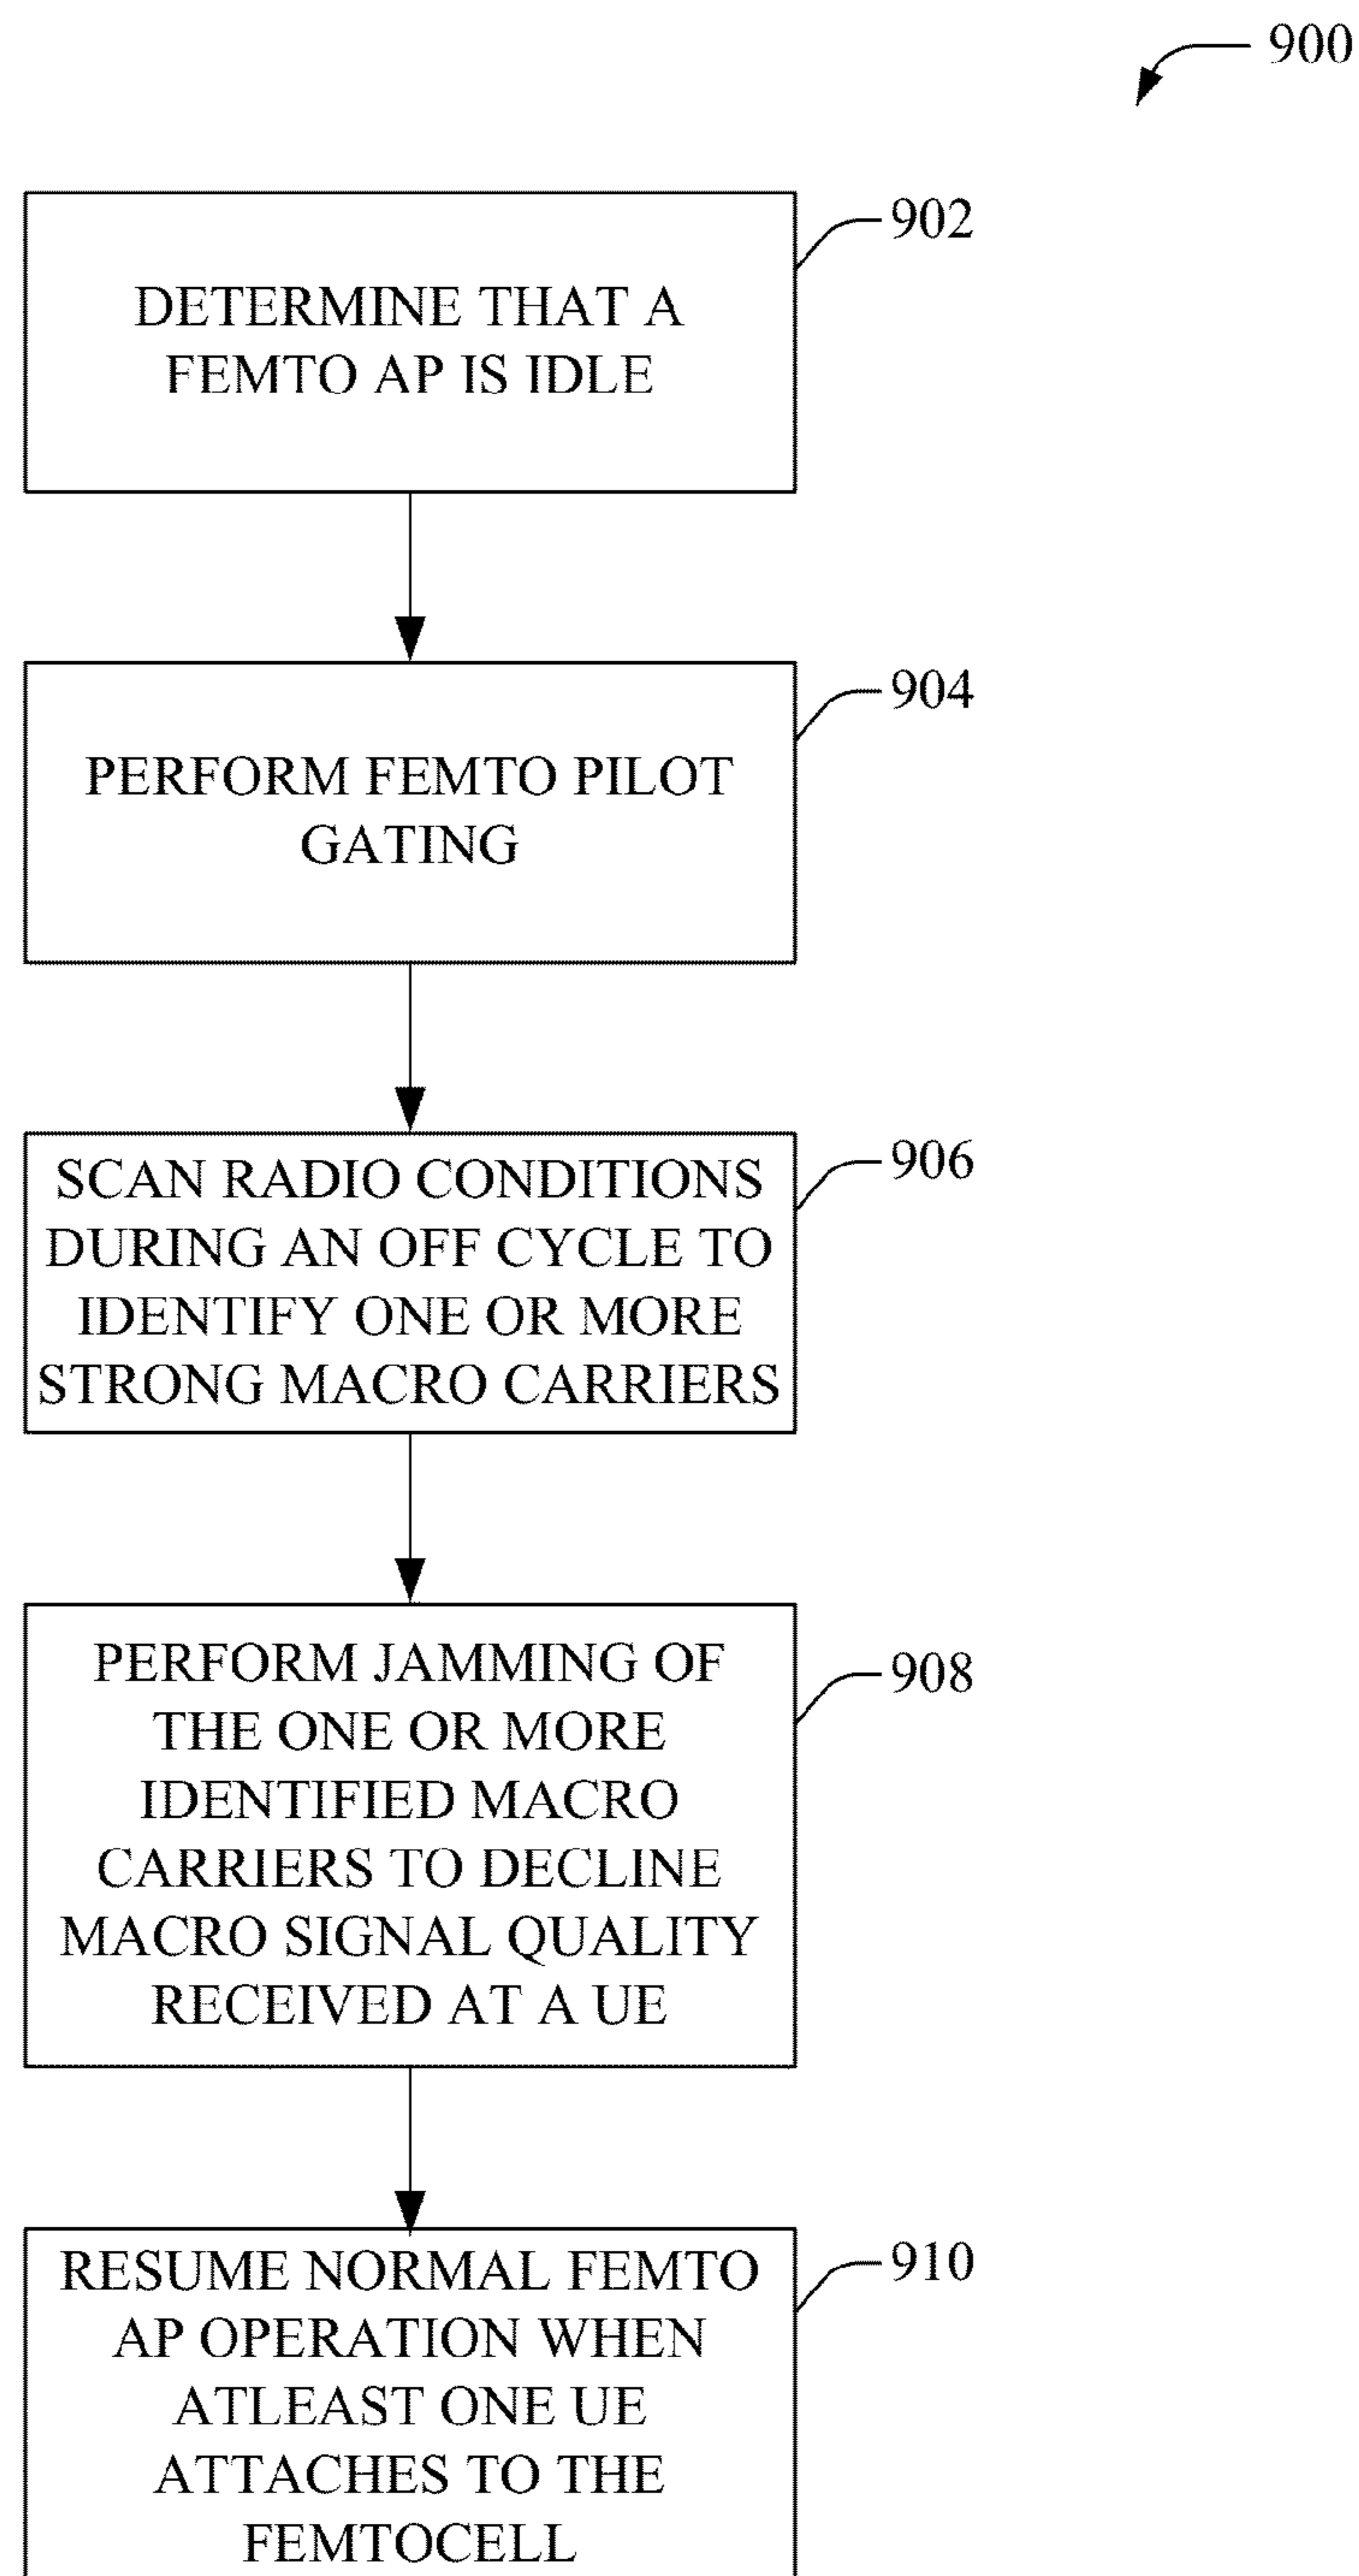 900
902
DETERMINE THAT A
FEMTO AP IS IDLE
904
PERFORM FEMTO PILOT
GATING
906
SCAN RADIO CONDITIONS
DURING AN OFF CYCLE TO
IDENTIFY ONE OR MORE
STRONG MACRO CARRIERS
908
PERFORM JAMMING OF
THE ONE OR MORE
IDENTIFIED MACRO
CARRIERS TO DECLINE
MACRO SIGNAL QUALITY
RECEIVED AT A UE
910
RESUME NORMAL FEMTO
AP OPERATION WHEN
ATLEAST ONE UE
ATTACHES TO THE
FEMTOCELL